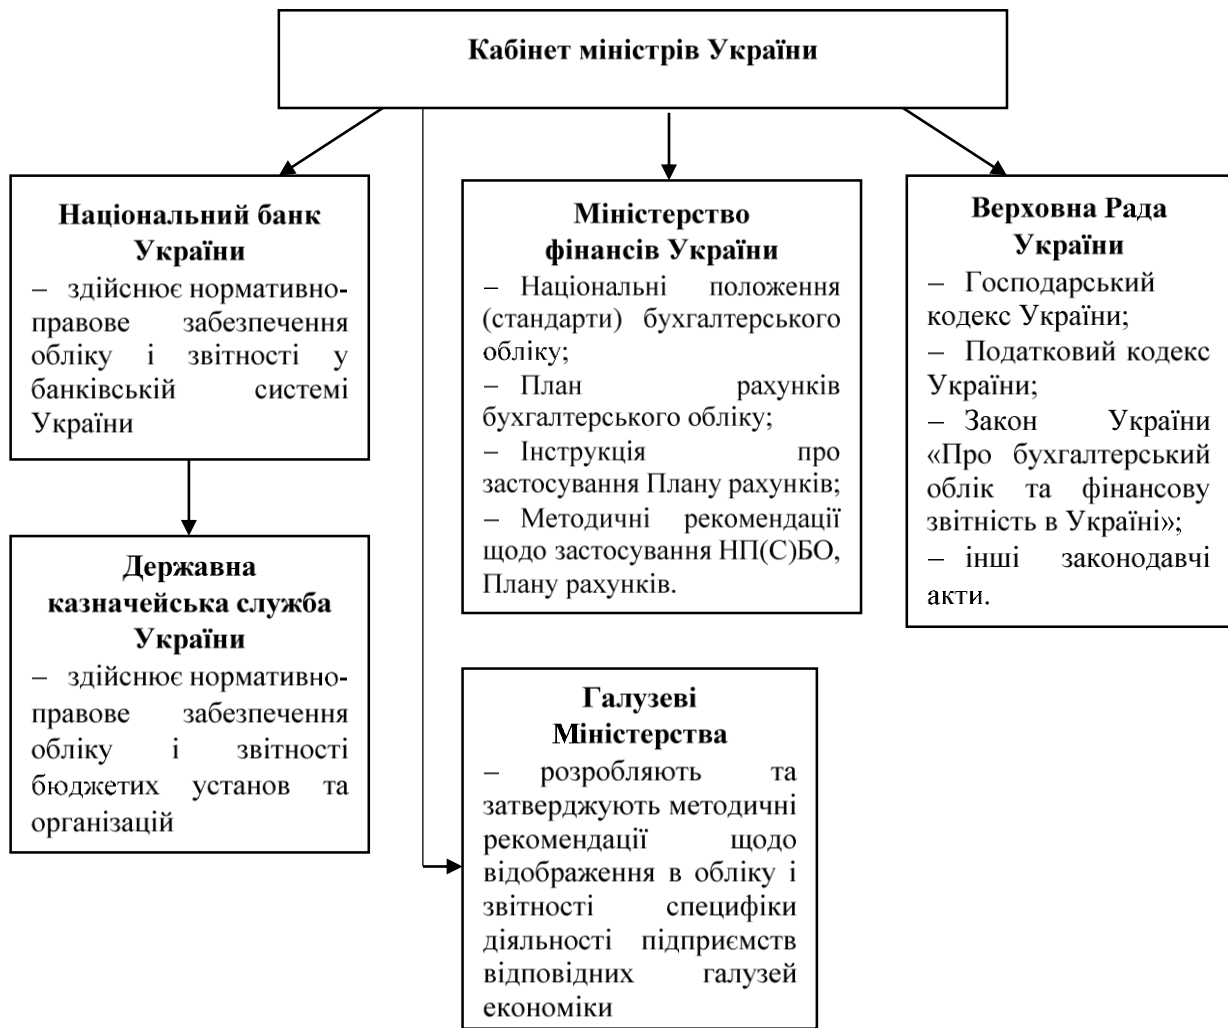 Кабінет міністрів України
Національний банк
України
– здійснює нормативно-
правове забезпечення
обліку і звітності у
банківській системі
України
Державна
казначейська служба
України
– здійснює нормативно-
правове забезпечення
обліку і звітності
бюджетих установ та
організацій
Міністерство
фінансів України
– Національні положення
(стандарти) бухгалтерського
обліку;
– План рахунків
бухгалтерського обліку;
– Інструкція про
застосування Плану рахунків;
– Методичні рекомендації
щодо застосування НП(С)БО,
Плану рахунків.
Галузеві
Міністерства
– розробляють та
затверджують методичні
рекомендації щодо
відображення в обліку і
звітності специфіки
діяльності підприємств
відповідних галузей
економіки
Верховна Рада
України
– Господарський
кодекс України;
– Податковий кодекс
України;
– Закон України
«Про бухгалтерський
облік та фінансову
звітність в Україні»;
– інші законодавчі
акти.